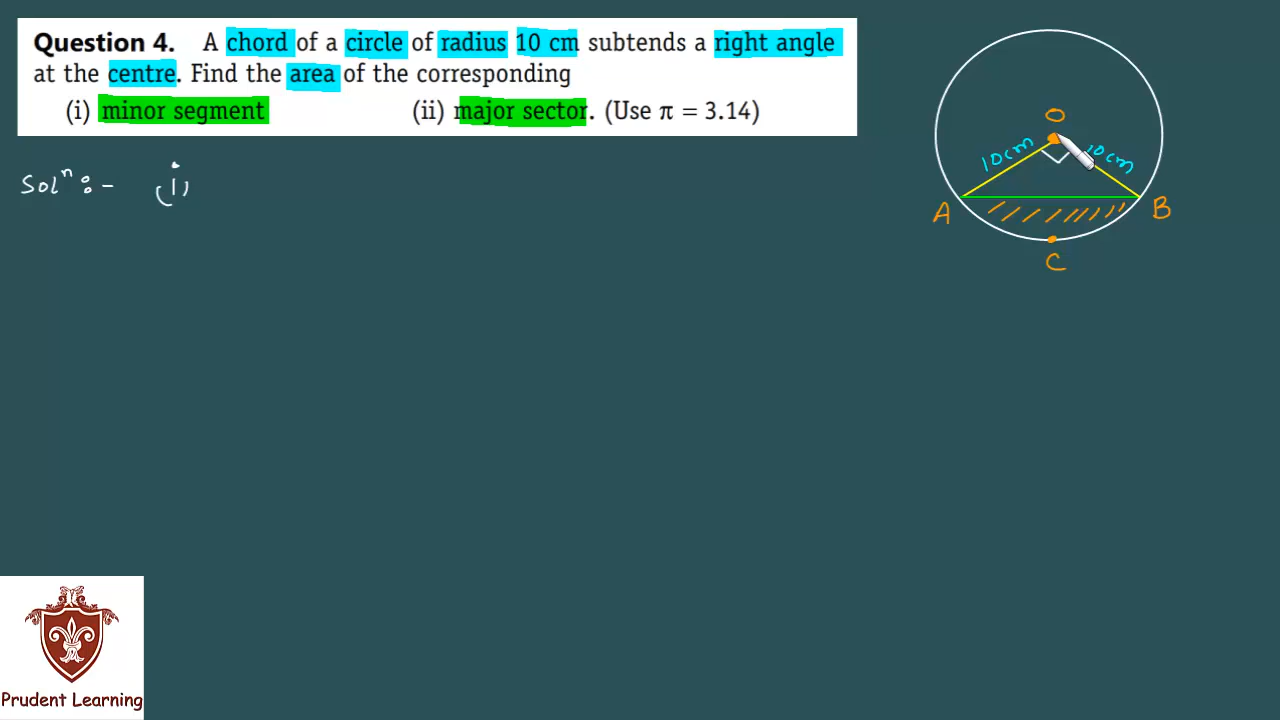 Question 4. A chord of a circle of radius 10 cm subtends a right angle
at the centre. Find the area of the corresponding
(i) minor segment (ii) major sector. (Use π = 3.14)
Solⁿ :- (i)
O
10cm 10cm
A B
C
Prudent Learning